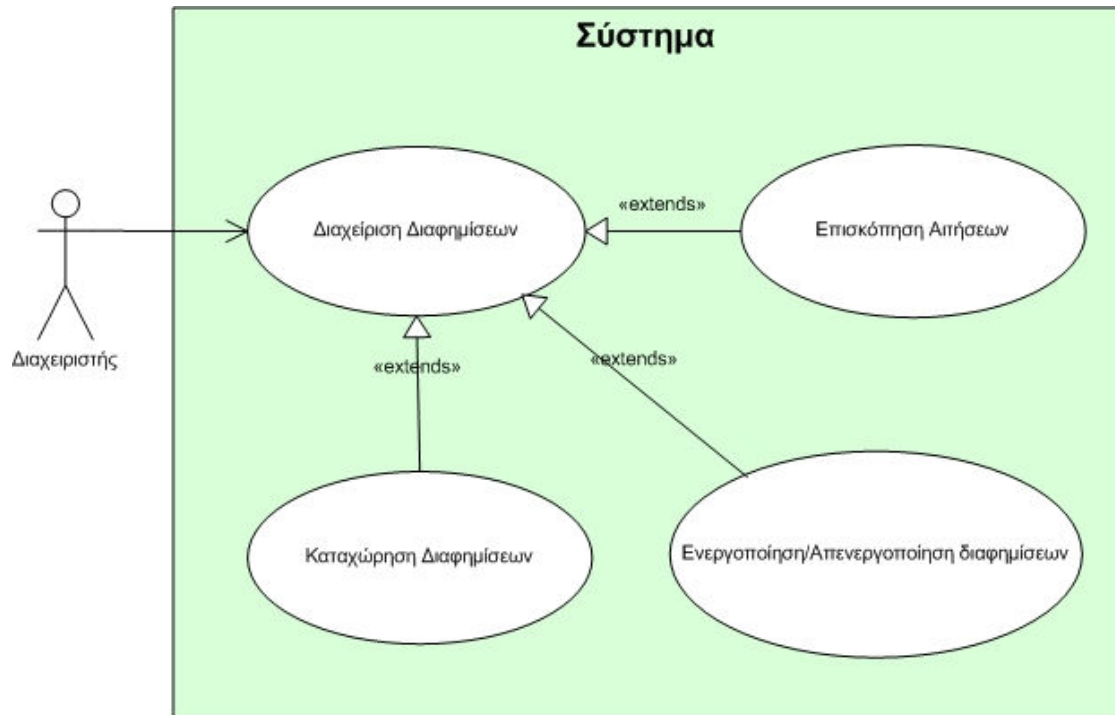 Σύστημα
Διαχείριση Διαφημίσεων
«extends»
Επισκόπηση Αιτήσεων
Διαχειριστής
«extends»
«extends»
Καταχώρηση Διαφημίσεων
Ενεργοποίηση/Απενεργοποίηση διαφημίσεων